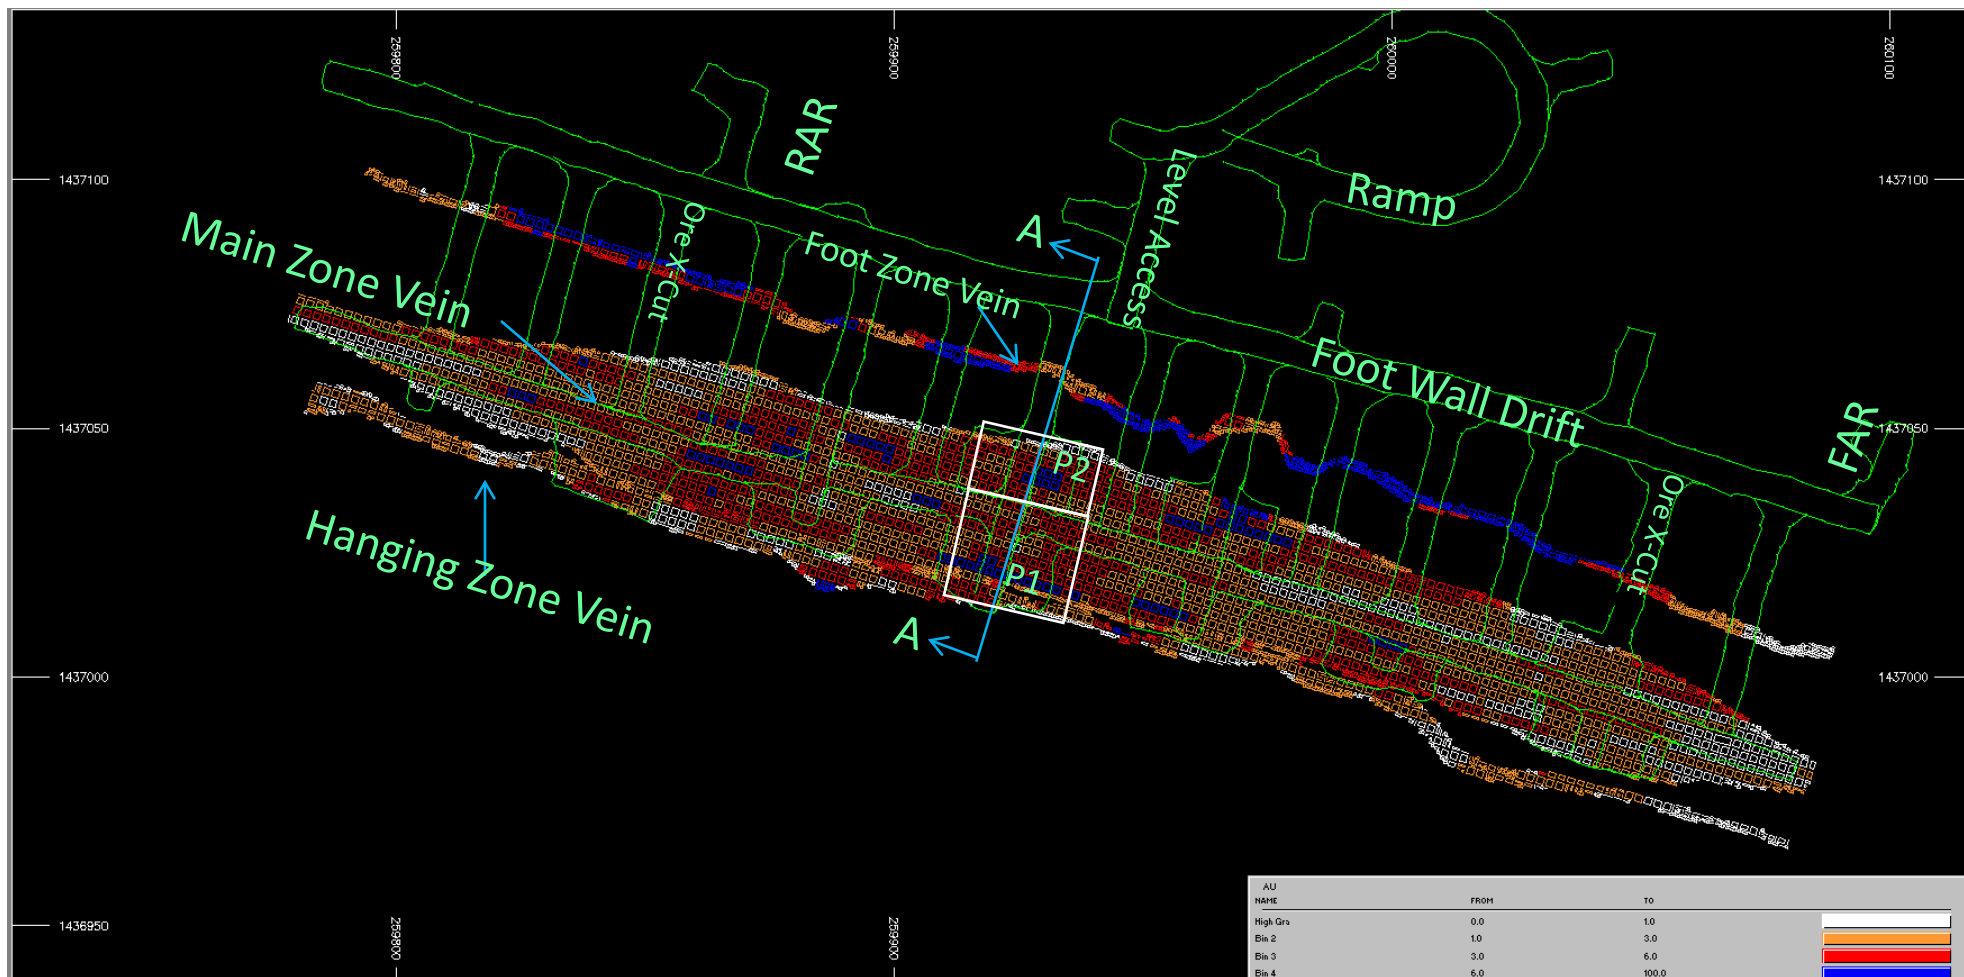 259800
259900
260000
260100
RAR
1437100
1437100
Level Access
Ramp
Ore X-Cut
Main Zone Vein
A
Foot Zone Vein
Foot Wall Drift
FAR
1437050
1437050
P2
Ore X-Cut
Hanging Zone Vein
P1
A
1437000
1437000
AU
NAME FROM TO
High Gra 0.0 1.0
Bin 2 1.0 3.0
Bin 3 3.0 6.0
Bin 4 6.0 100.0
1436950
259800
259900